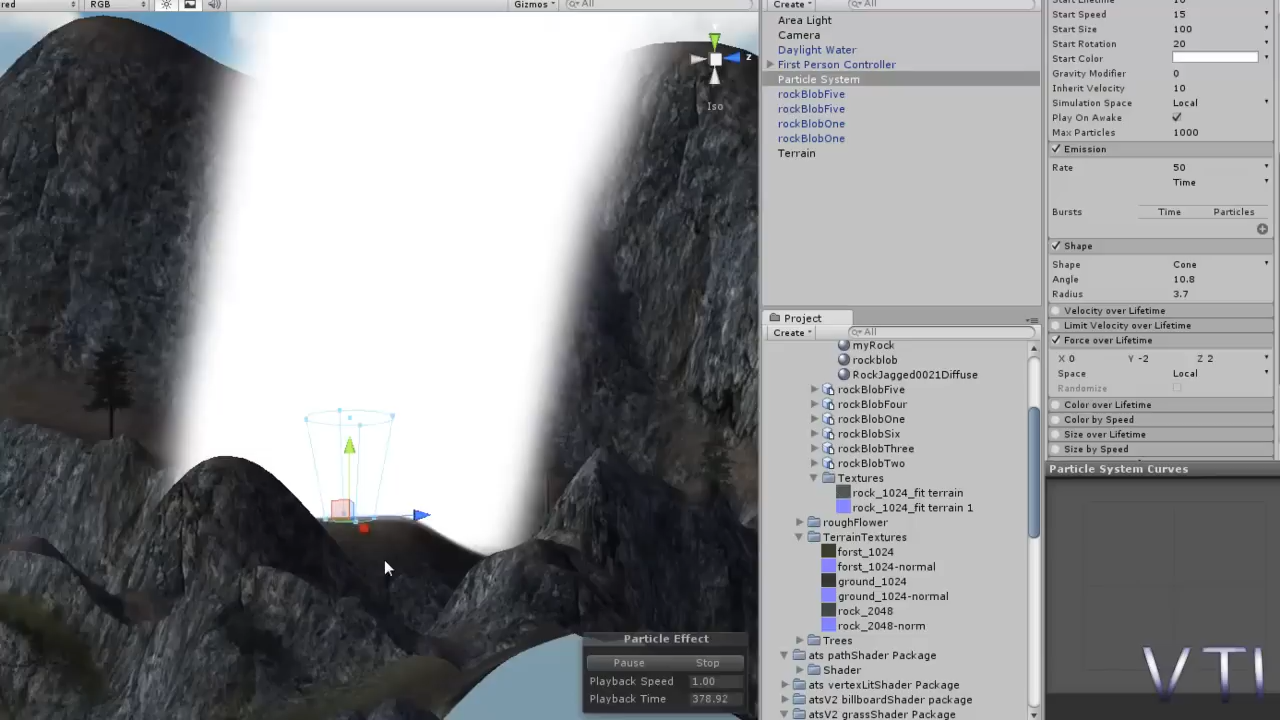 red RGB Gizmos All
z
Iso
Particle Effect
Pause Stop
Playback Speed 1.00
Playback Time 378.92
Create All
Area Light
Camera
Daylight Water
First Person Controller
Particle System
rockBlobFive
rockBlobFive
rockBlobOne
rockBlobOne
Terrain
Project
Create All
myRock
rockblob
RockJagged0021Diffuse
rockBlobFive
rockBlobFour
rockBlobOne
rockBlobSix
rockBlobThree
rockBlobTwo
Textures
rock_1024_fit terrain
rock_1024_fit terrain 1
roughFlower
TerrainTextures
forst_1024
forst_1024-normal
ground_1024
ground_1024-normal
rock_2048
rock_2048-norm
Trees
ats pathShader Package
Shader
ats vertexLitShader Package
atsV2 billboardShader package
atsV2 grassShader Package
Start Lifetime 10
Start Speed 15
Start Size 100
Start Rotation 20
Start Color
Gravity Modifier 0
Inherit Velocity 10
Simulation Space Local
Play On Awake
Max Particles 1000
Emission
Rate 50
Time
Bursts Time Particles
Shape
Shape Cone
Angle 10.8
Radius 3.7
Velocity over Lifetime
Limit Velocity over Lifetime
Force over Lifetime
X 0 Y -2 Z 2
Space Local
Randomize
Color over Lifetime
Color by Speed
Size over Lifetime
Size by Speed
Particle System Curves
VTI